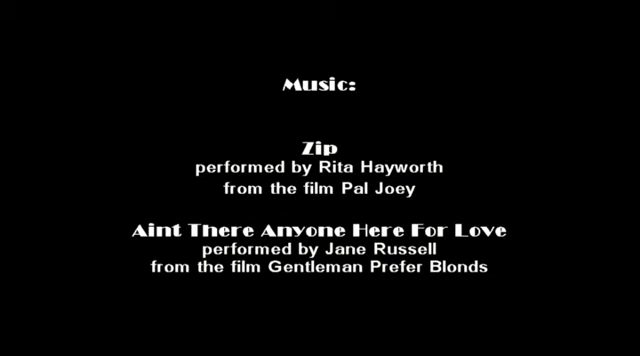 Music:
Zip
performed by Rita Hayworth
from the film Pal Joey
Aint There Anyone Here For Love
performed by Jane Russell
from the film Gentleman Prefer Blonds